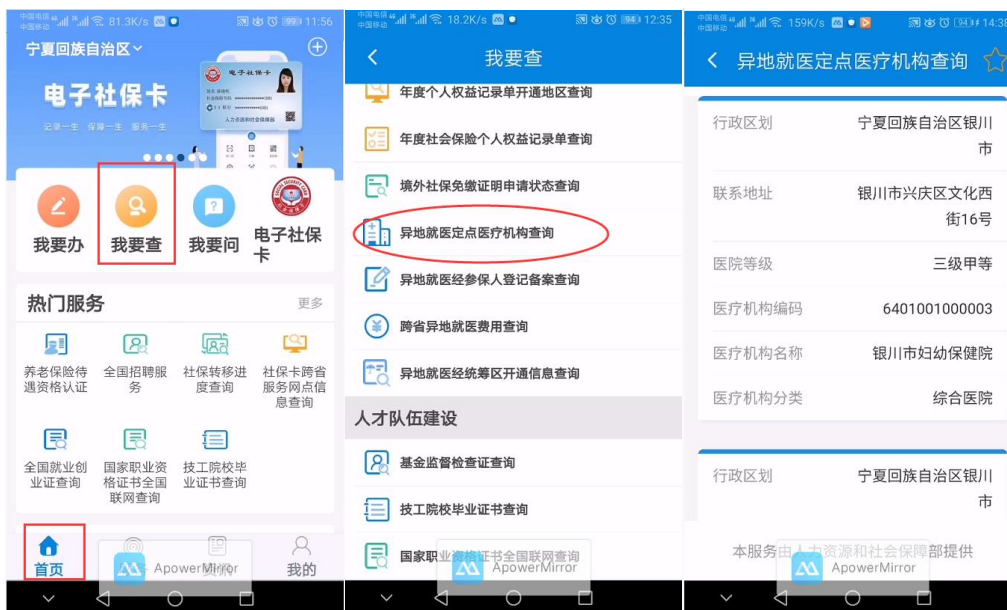 中国电信
中国移动
81.3K/s
99
11:56
宁夏回族自治区
电子社保卡
记录一生 保障一生 服务一生
电子社保卡
人力资源和社会保障部
我要办
我要查
我要问
电子社保
卡
热门服务
更多
养老保险待
遇资格认证
全国招聘服
务
社保转移进
度查询
社保卡跨省
服务网点信
息查询
全国就业创
业证查询
国家职业资
格证书全国
联网查询
技工院校毕
业证书查询
首页
我的
ApowerMirror
中国电信
中国移动
18.2K/s
94
12:35
我要查
年度个人权益记录单开通地区查询
年度社会保险个人权益记录单查询
境外社保免缴证明申请状态查询
异地就医定点医疗机构查询
异地就医经参保人登记备案查询
跨省异地就医费用查询
异地就医经统筹区开通信息查询
人才队伍建设
基金监督检查证查询
技工院校毕业证书查询
国家职业资格证书全国联网查询
ApowerMirror
中国电信
中国移动
159K/s
94
14:38
异地就医定点医疗机构查询
行政区划
宁夏回族自治区银川
市
联系地址
银川市兴庆区文化西
街16号
医院等级
三级甲等
医疗机构编码
6401001000003
医疗机构名称
银川市妇幼保健院
医疗机构分类
综合医院
行政区划
宁夏回族自治区银川
市
本服务由人力资源和社会保障部提供
ApowerMirror